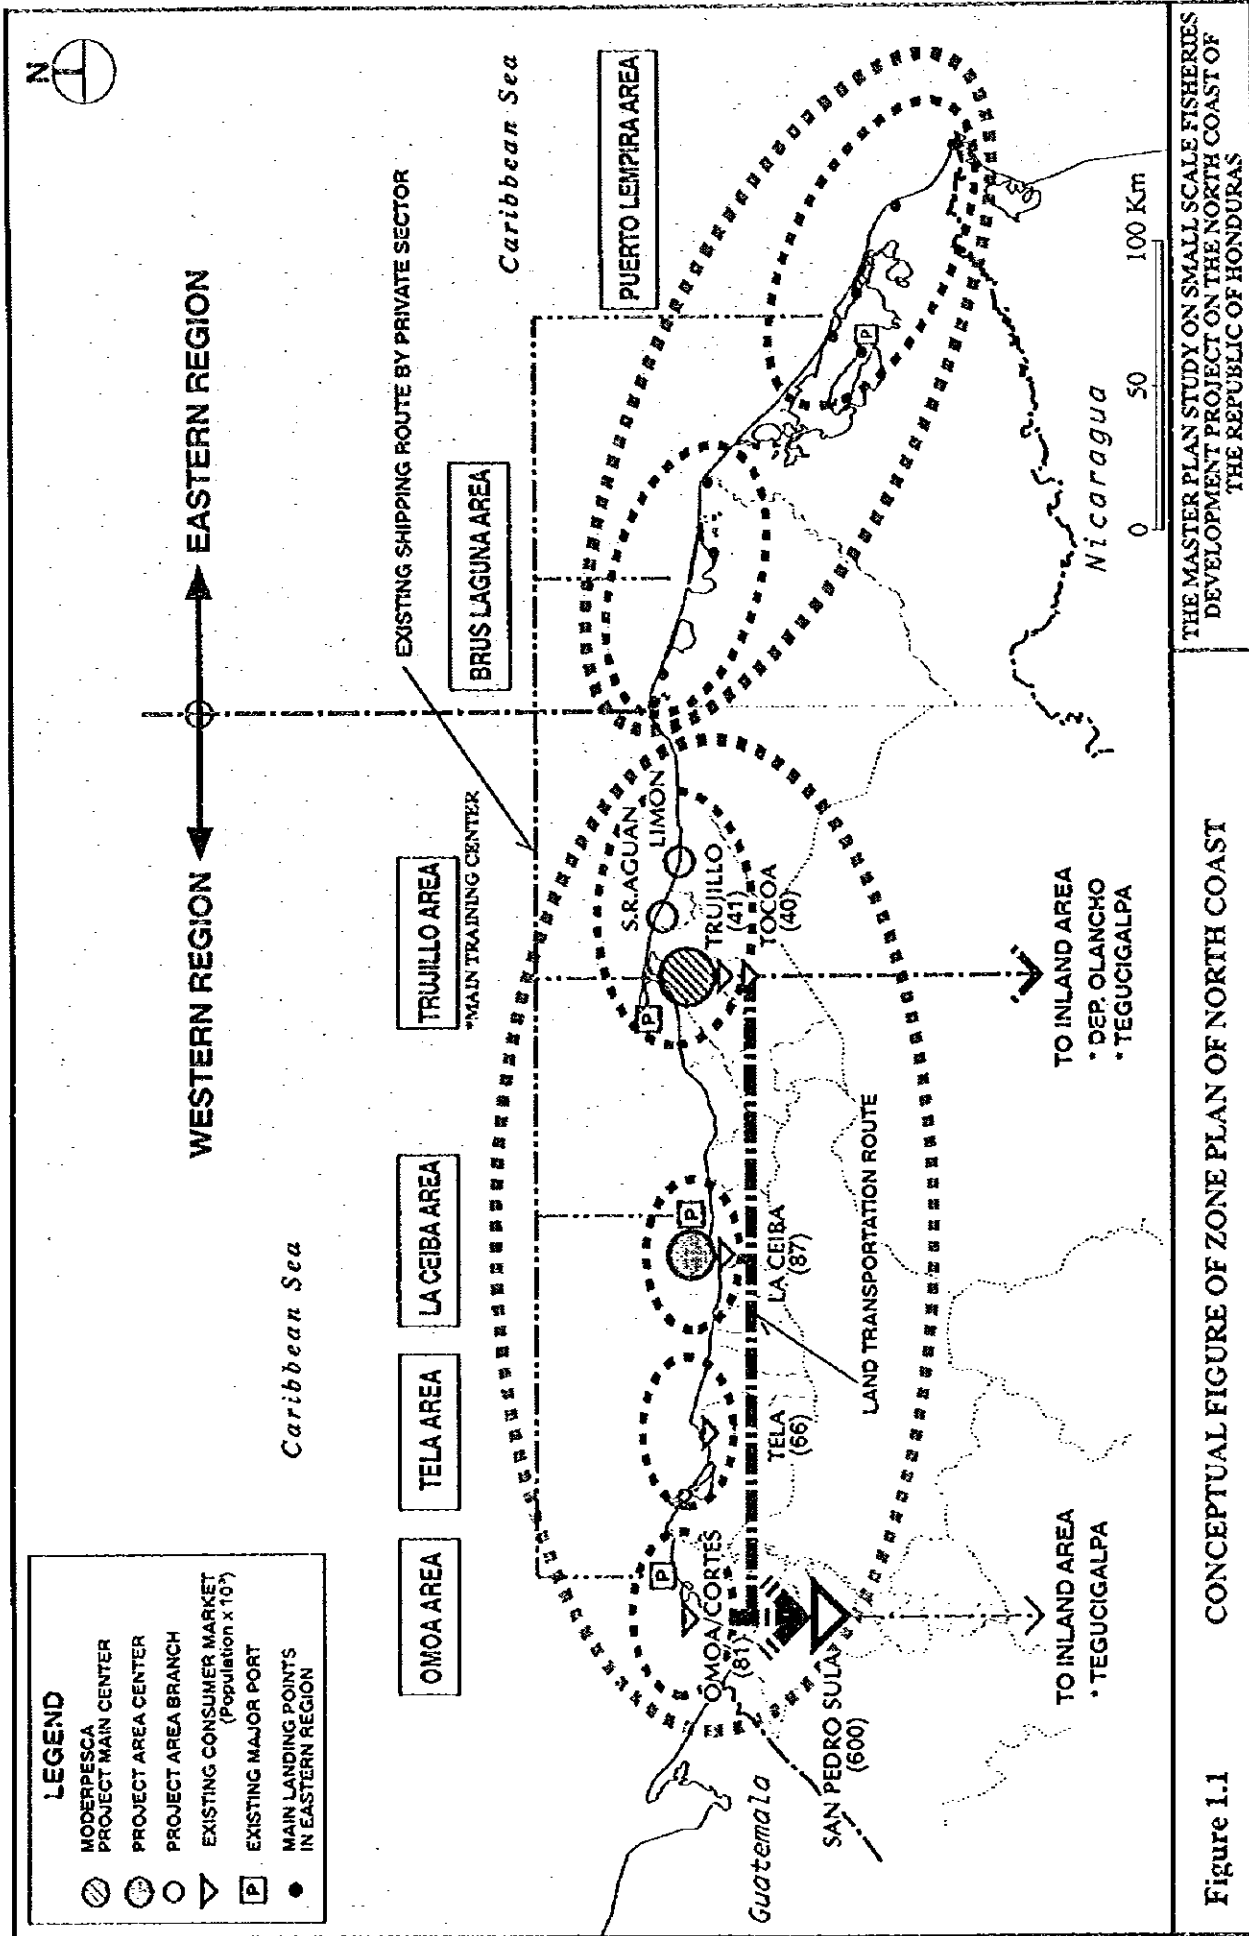 N
WESTERN REGION
EASTERN REGION
Caribbean Sea
EXISTING SHIPPING ROUTE BY PRIVATE SECTOR
Caribbean Sea
LEGEND
MODERPESCA
PROJECT MAIN CENTER
PROJECT AREA CENTER
PROJECT AREA BRANCH
EXISTING CONSUMER MARKET
(Population x 10³)
P
EXISTING MAJOR PORT
MAIN LANDING POINTS
IN EASTERN REGION
OMOA AREA
TELA AREA
LA CEIBA AREA
TRUJILLO AREA
*MAIN TRAINING CENTER
BRUS LAGUNA AREA
PUERTO LEMPIRA AREA
P
P
P
P
S.R.AGUAN
LIMON
OMOA/CORTES
(81)
TELA
(66)
LA CEIBA
(87)
TRUJILLO
(41)
TOCOA
(40)
Guatemala
SAN PEDRO SULA
(600)
LAND TRANSPORTATION ROUTE
Nicaragua
TO INLAND AREA
* TEGUCIGALPA
TO INLAND AREA
* DEP. OLANCHO
* TEGUCIGALPA
0 50 100 Km
Figure 1.1 CONCEPTUAL FIGURE OF ZONE PLAN OF NORTH COAST
THE MASTER PLAN STUDY ON SMALL SCALE FISHERIES
DEVELOPMENT PROJECT ON THE NORTH COAST OF
THE REPUBLIC OF HONDURAS